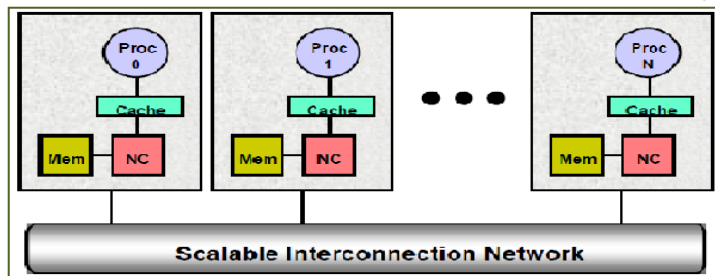 Proc
0
Cache
Mem
NC
Proc
1
Cache
Mem
NC
Proc
N
Cache
Mem
NC
Scalable Interconnection Network